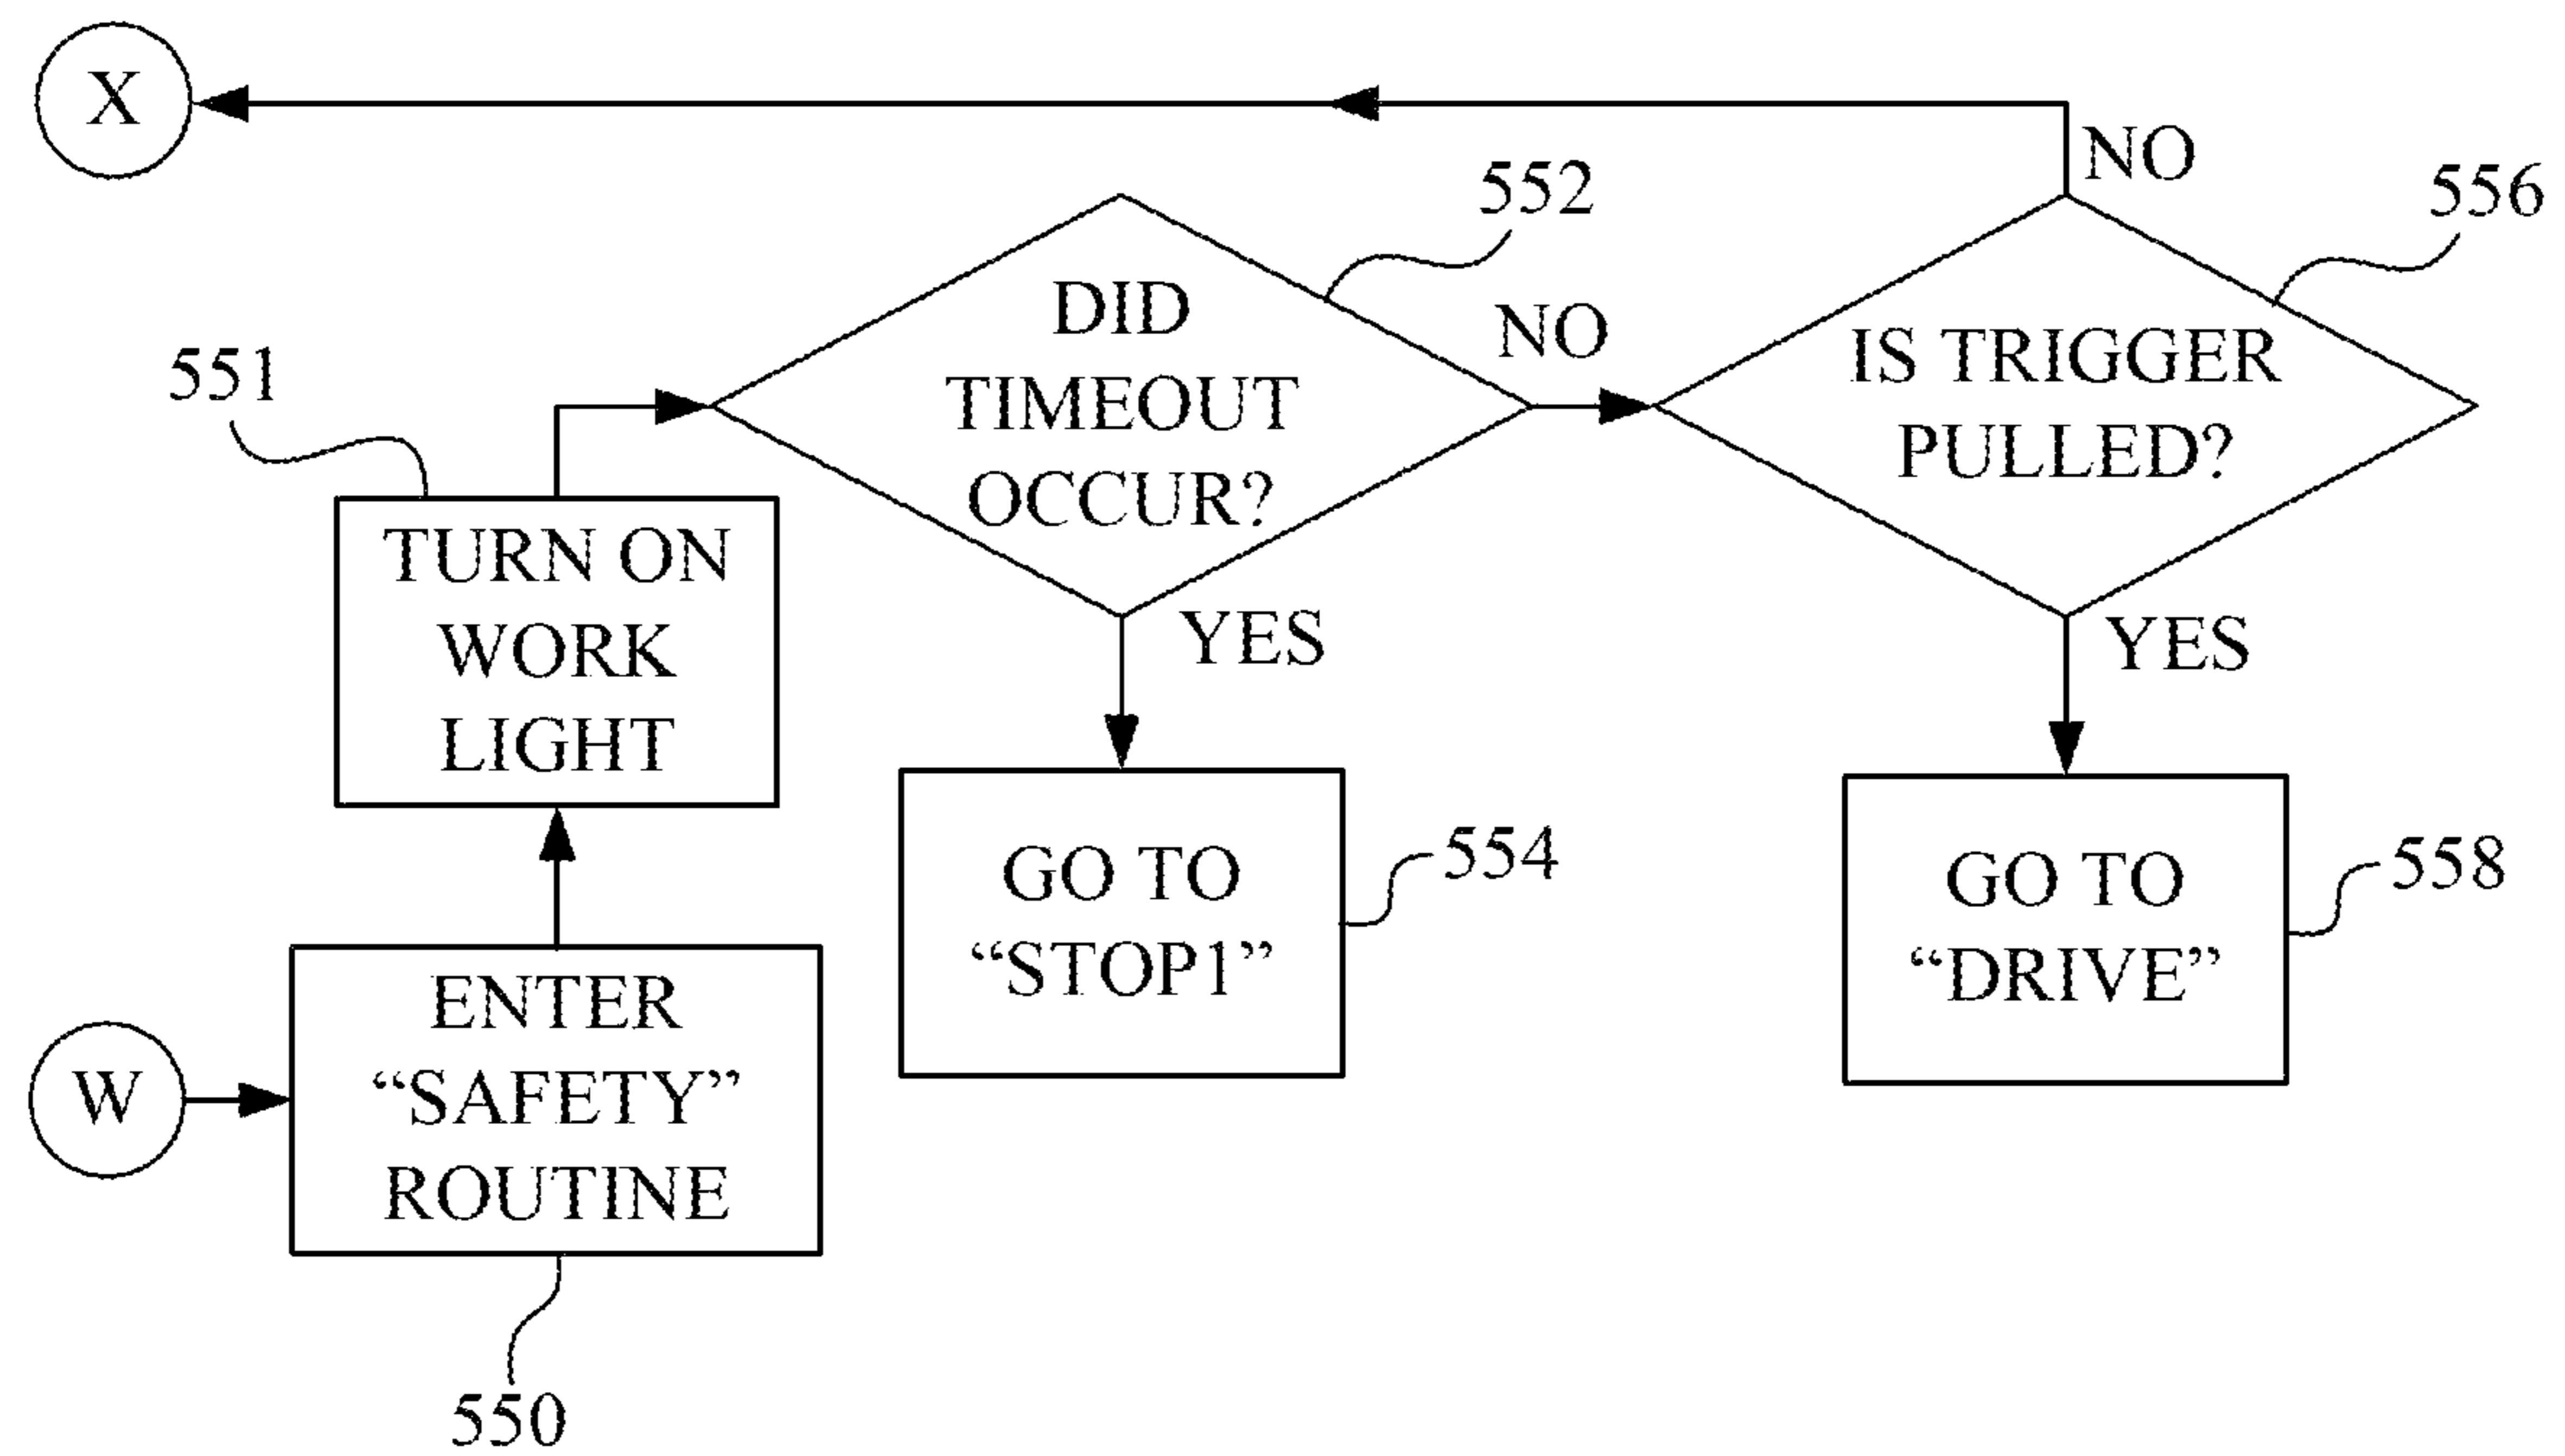 X
NO
552
556
DID
TIMEOUT
OCCUR?
NO
IS TRIGGER
PULLED?
551
TURN ON
WORK
LIGHT
YES
YES
GO TO
“STOP1”
554
GO TO
“DRIVE”
558
W
ENTER
“SAFETY”
ROUTINE
550